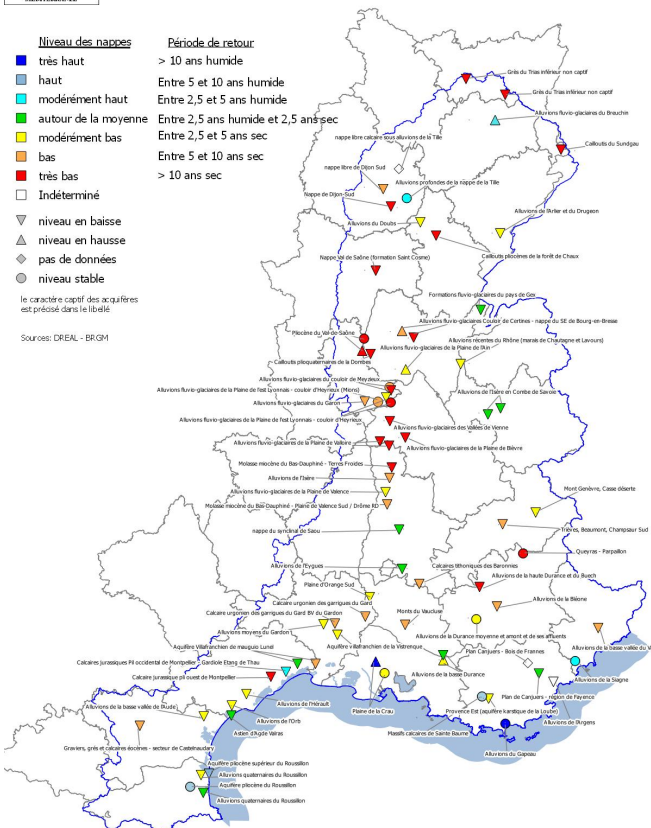 Niveau des nappes
Période de retour
très haut
> 10 ans humide
haut
Entre 5 et 10 ans humide
modérément haut
Entre 2,5 et 5 ans humide
autour de la moyenne
Entre 2,5 ans humide et 2,5 ans sec
modérément bas
Entre 2,5 et 5 ans sec
bas
Entre 5 et 10 ans sec
très bas
> 10 ans sec
Indéterminé
niveau en baisse
niveau en hausse
pas de données
niveau stable
le caractère captif des acquifères
est précisé dans le libellé
Sources: DREAL - BRGM
Grès du Trias inférieur non captif
Grès du Trias inférieur non captif
Alluvions fluvio-glaciaires du Breuchin
nappe libre calcaire sous alluvions de la Tille
Cailloutis du Sundgau
nappe libre de Dijon Sud
Alluvions profondes de la nappe de la Tille
Nappe de Dijon-Sud
Alluvions de l'Arlier et du Drugeon
Alluvions du Doubs
Nappe Val de Saône (formation Saint Cosme)
Cailloutis pliocènes de la forêt de Chaux
Formations fluvio-glaciaires du pays de Gex
Alluvions fluvio-glaciaires Couloir de Certines - nappe du SE de Bourg-en-Bresse
Pliocène du Val de Saône
Alluvions récentes du Rhône (marais de Chautagne et Lavours)
Alluvions fluvio-glaciaires de la Plaine de l'Ain
Cailloutis plioquaternaires de la Dombes
Alluvions fluvio-glaciaires du couloir de Meyzieux
Alluvions fluvio-glaciaires de la Plaine de l'est Lyonnais - couloir d'Heyrieux (Mions)
Alluvions de l'Isère en Combe de Savoie
Alluvions fluvio-glaciaires du Garon
Alluvions fluvio-glaciaires de la Plaine de l'est Lyonnais - couloir d'Heyrieux
Alluvions fluvio-glaciaires des Vallées de Vienne
Alluvions fluvio-glaciaires de la Plaine de Valloire
Alluvions fluvio-glaciaires de la Plaine de Bièvre
Molasse miocène du Bas-Dauphiné - Terres Froides
Alluvions de l'Isère
Mont Genèvre, Casse déserte
Alluvions fluvio-glaciaires de la Plaine de Valence
Molasse miocène du Bas-Dauphiné - Plaine de Valence Sud / Drôme RD
Trièves, Beaumont, Champsaur Sud
nappe du synclinal de Saou
Queyras - Parpaillon
Alluvions de l'Eygues
Calcaires tithoniques des Baronnies
Alluvions de la haute Durance et du Buech
Plaine d'Orange Sud
Calcaire urgonien des garrigues du Gard
Alluvions de la Bléone
Calcaire urgonien des garrigues du Gard BV du Gardon
Monts du Vaucluse
Alluvions moyens du Gardon
Alluvions de la Durance moyenne et amont et de ses affluents
Aquifère Villafranchien de mauguio Lunel
Aquifère villafranchien de la Vistrenque
Alluvions de la basse vallée du V
Plan Canjuers - Bois de Frannes
Calcaires jurassiques Pli occidental de Montpellier - Gardiole Etang de Thau
Alluvions de la basse Durance
Calcaire jurassique pli ouest de Montpellier
Alluvions de la Siagne
Plan de Canjuers - région de Fayence
Alluvions de l'Hérault
Alluvions de la basse vallée de l'Aude
Plaine de la Crau
Provence Est (aquifère karstique de la Loube)
Alluvions de l'Orb
Alluvions de l'Argens
Astien d'Agde Valras
Massifs calcaires de Sainte Baume
Graviers, grés et calcaires éocènes - secteur de Castelnaudary
Alluvions du Gapeau
Aquifère pliocène supérieur du Roussillon
Alluvions quaternaires du Roussillon
Aquifère pliocène du Roussillon
Alluvions quaternaires du Roussillon